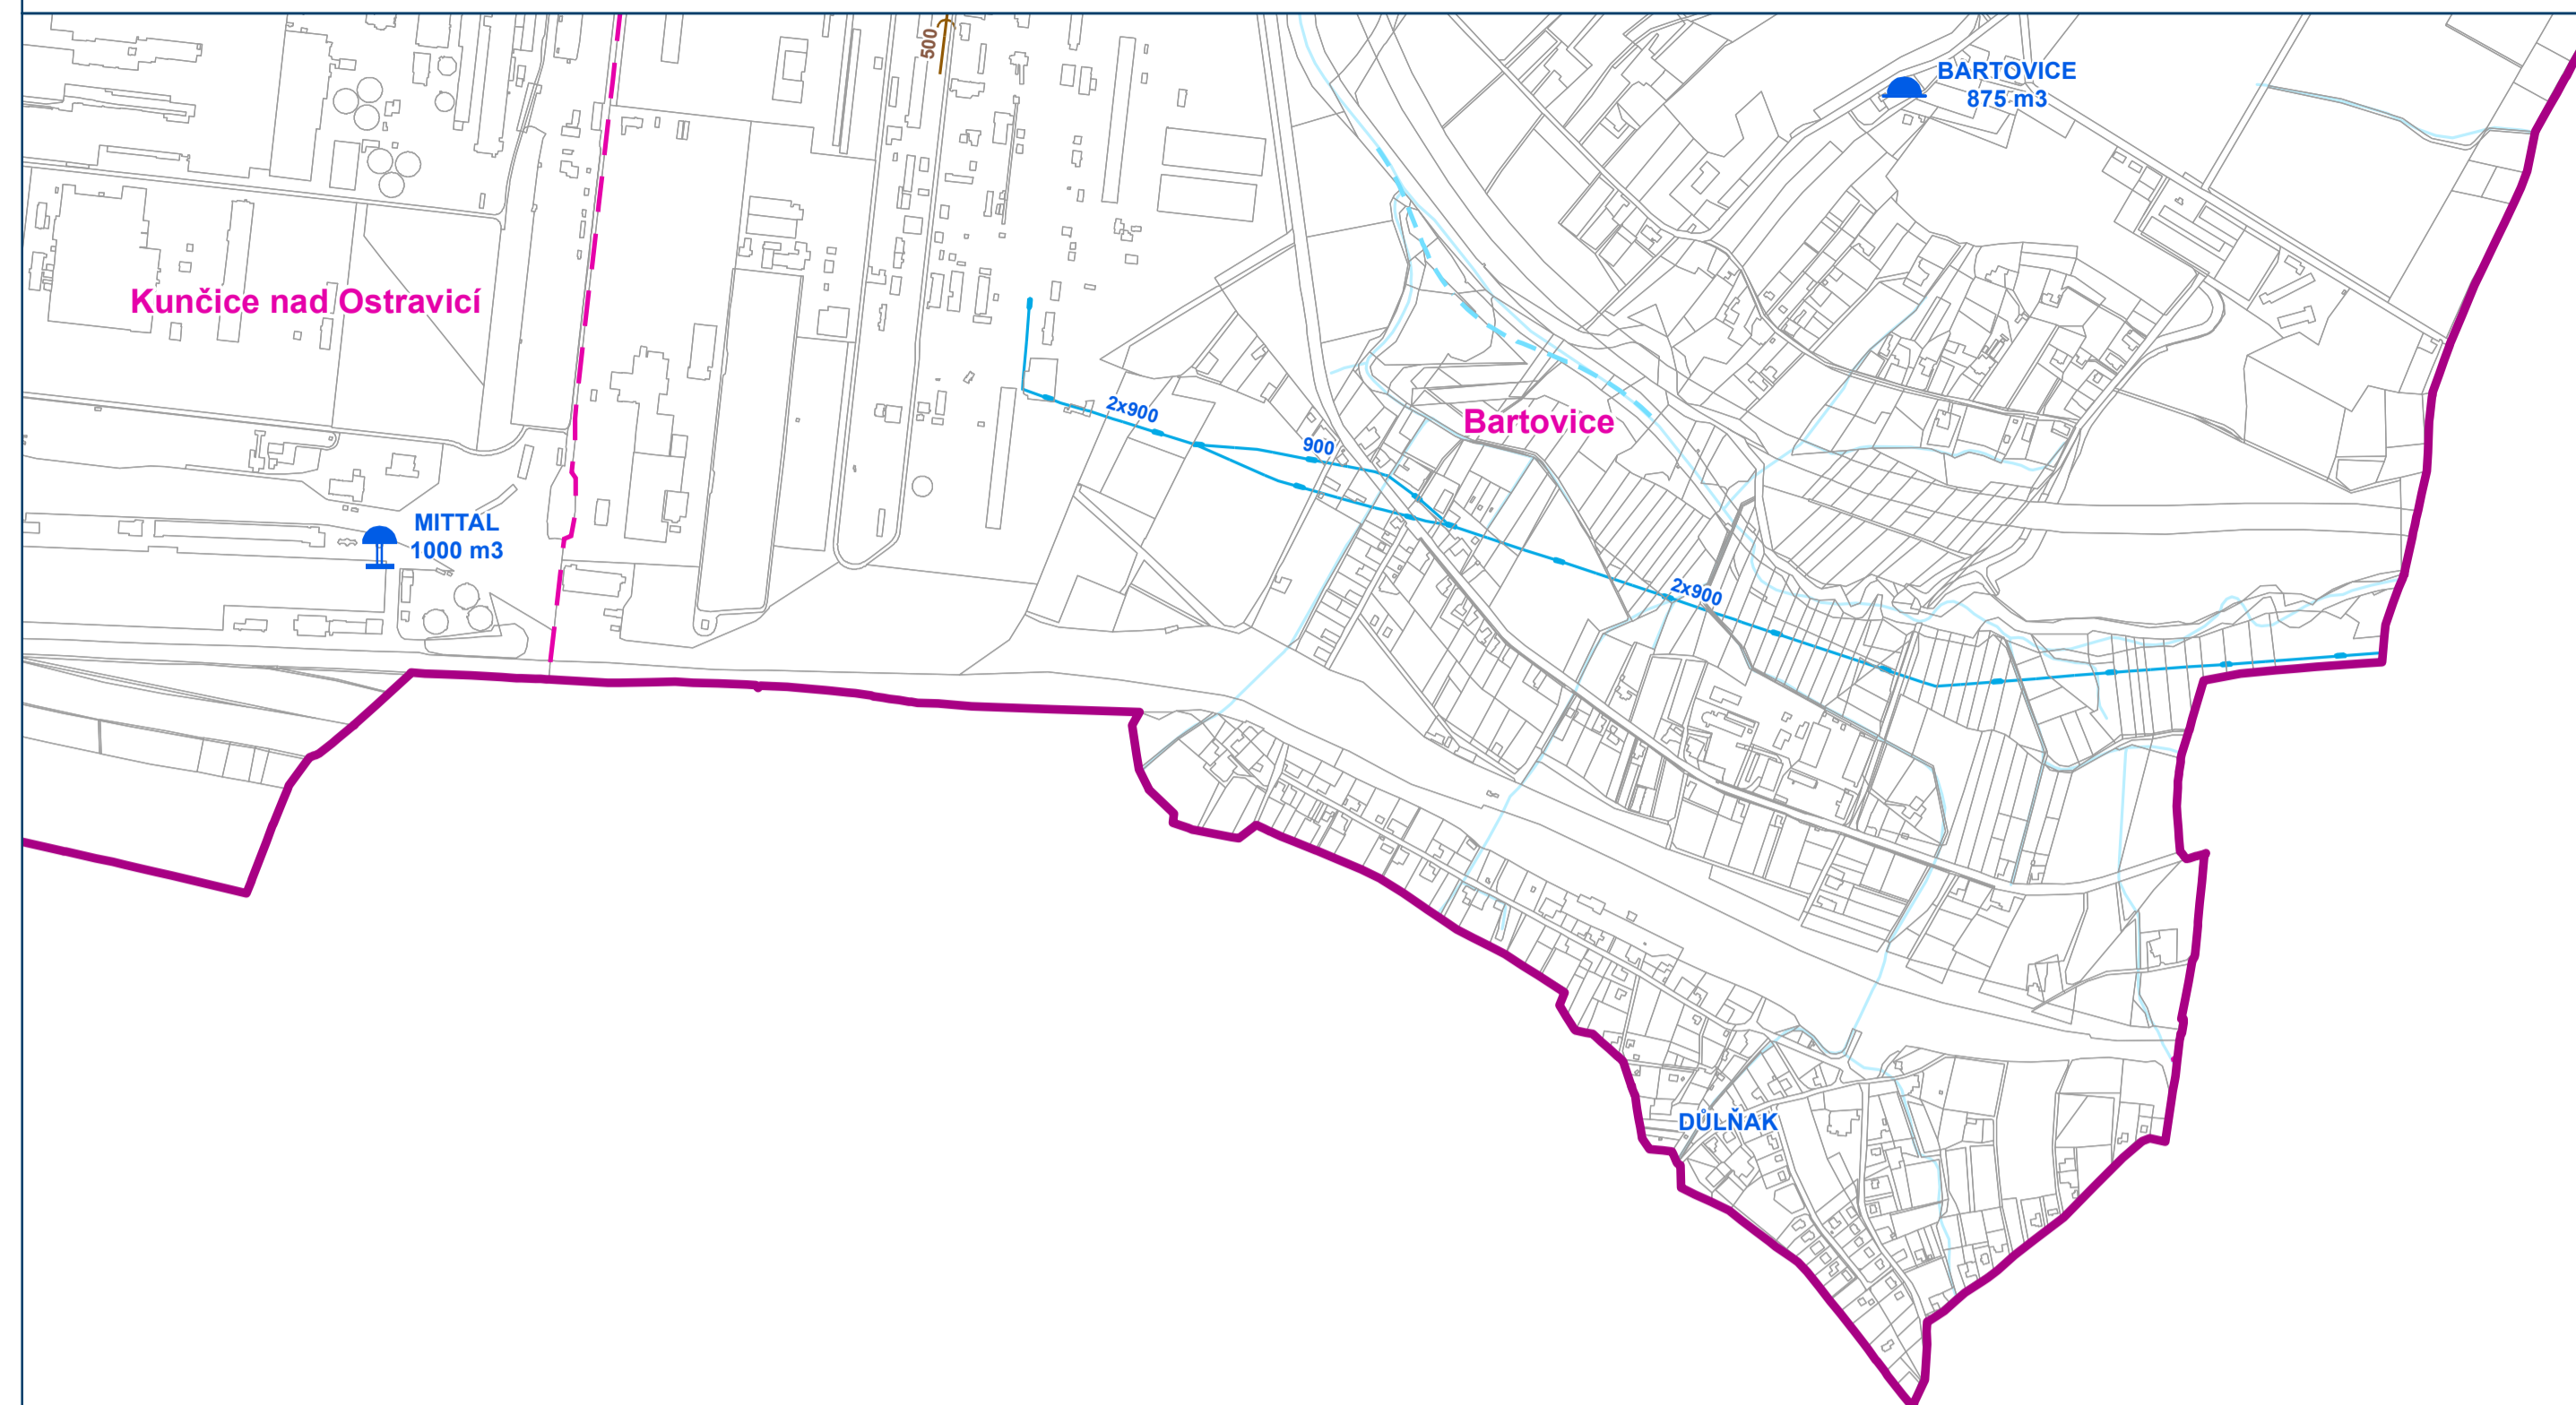 500
BARTOVICE
875 m3
Kunčice nad Ostravicí
2x900
Bartovice
900
MITTAL
1000 m3
2x900
DŮLŇAK